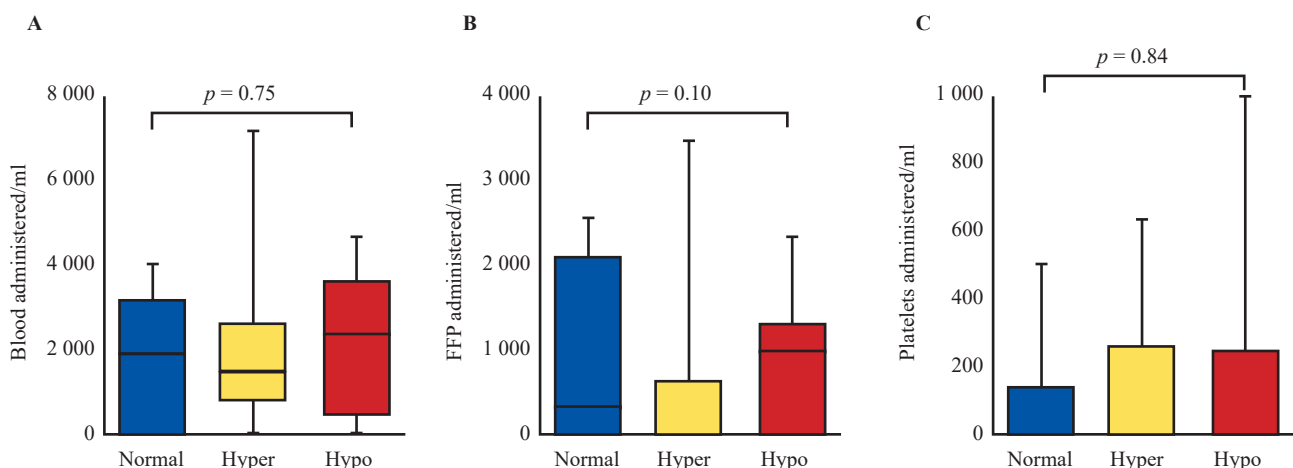 A
Blood administered/ml
8 000
6 000
4 000
2 000
0
p = 0.75
Normal Hyper Hypo
B
FFP administered/ml
4 000
3 000
2 000
1 000
0
p = 0.10
Normal Hyper Hypo
C
Platelets administered/ml
1 000
800
600
400
200
0
p = 0.84
Normal Hyper Hypo